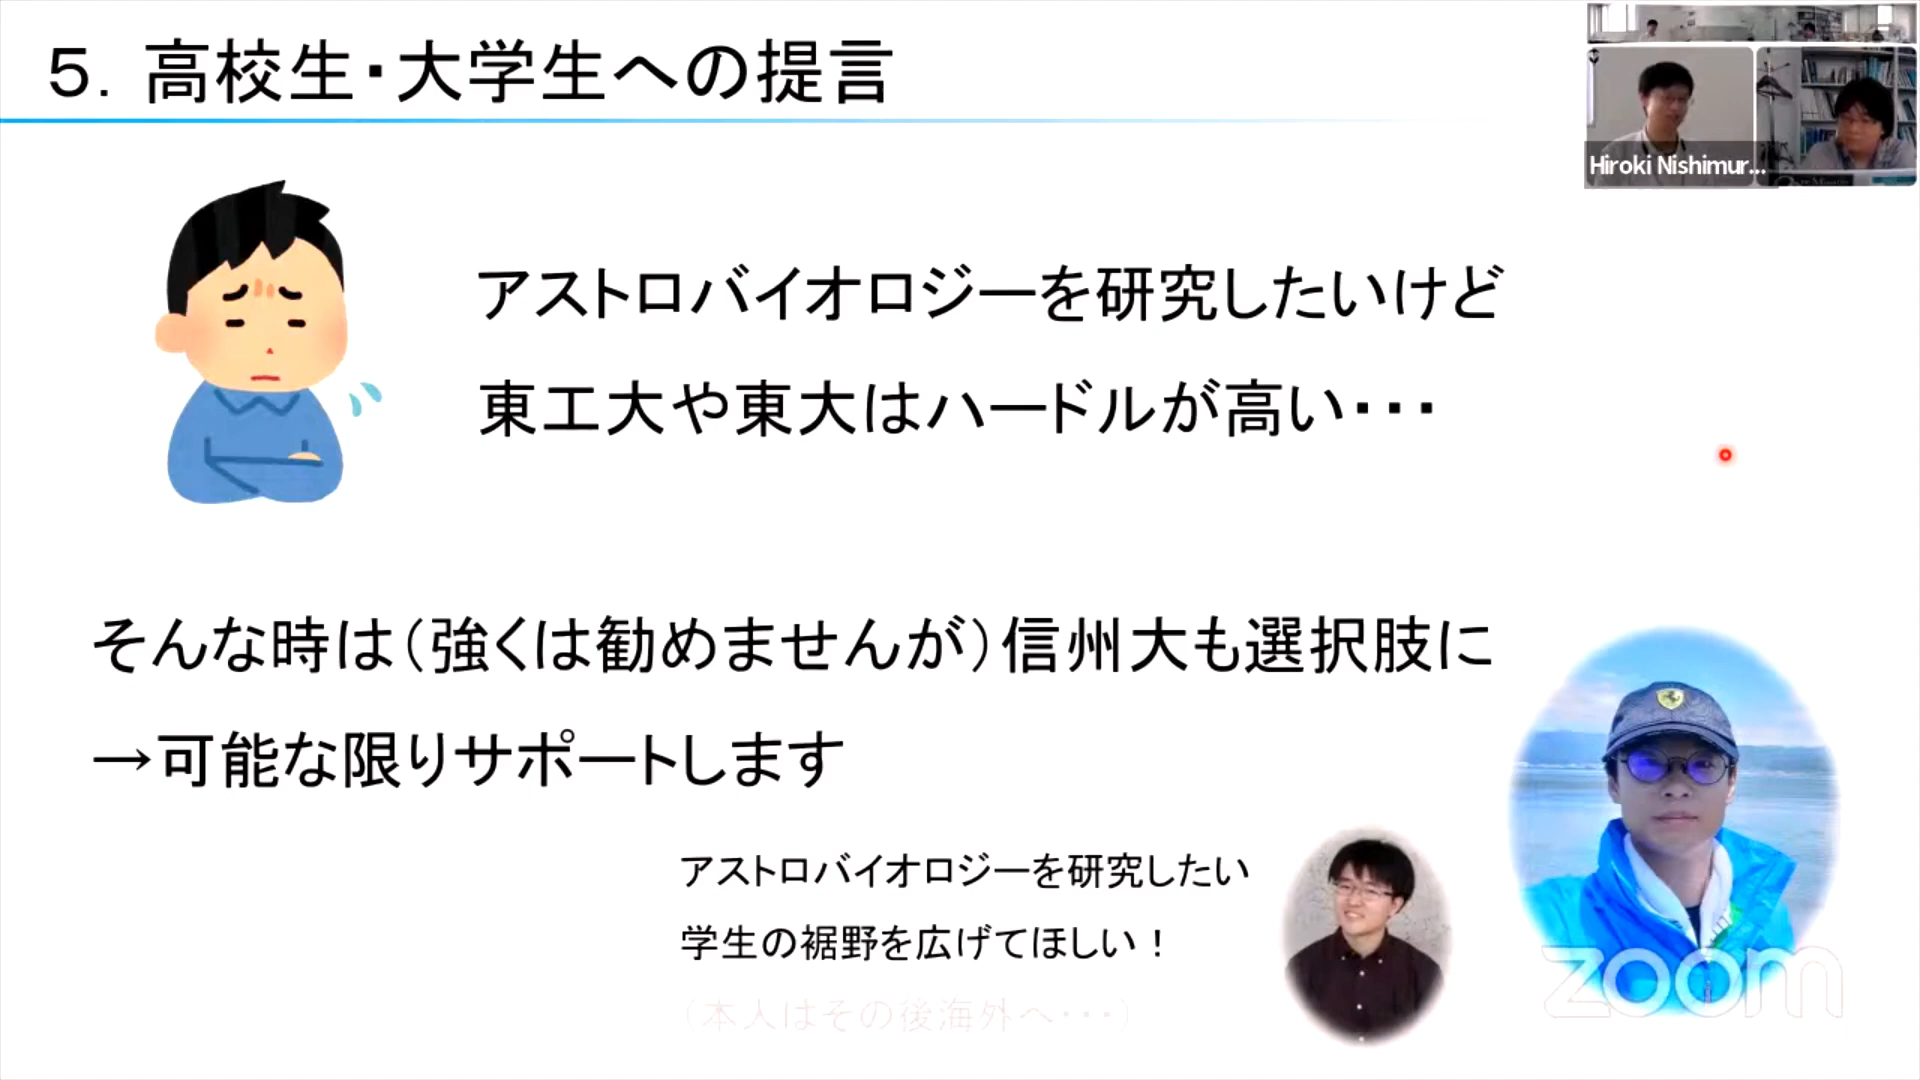 ５．高校生・大学生への提言
Hiroki Nishimur...
アストロバイオロジーを研究したいけど
東工大や東大はハードルが高い・・・
そんな時は（強くは勧めませんが）信州大も選択肢に
→可能な限りサポートします
アストロバイオロジーを研究したい
学生の裾野を広げてほしい！
（本人はその後海外へ・・・）
zoom